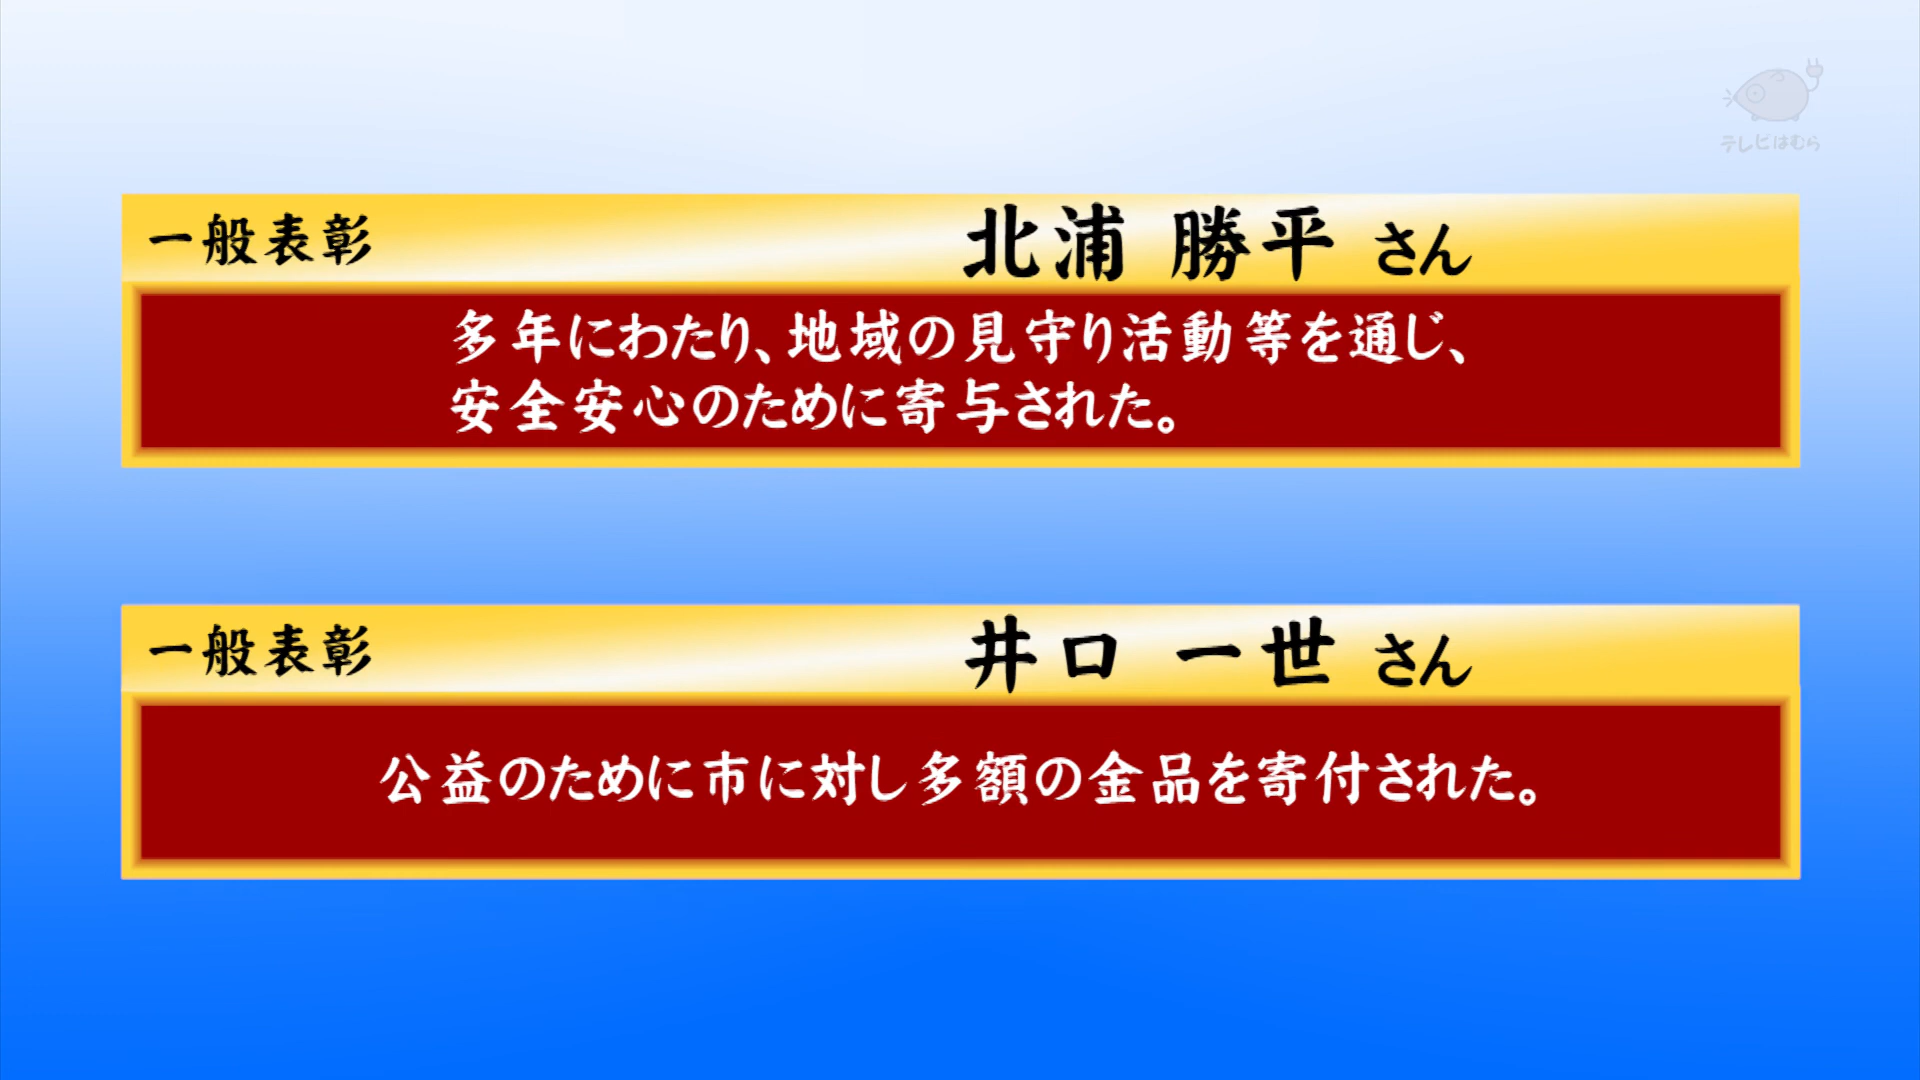 テレビはむら
一般表彰 北浦 勝平 さん
多年にわたり、地域の見守り活動等を通じ、
安全安心のために寄与された。
一般表彰 井口 一世 さん
公益のために市に対し多額の金品を寄付された。